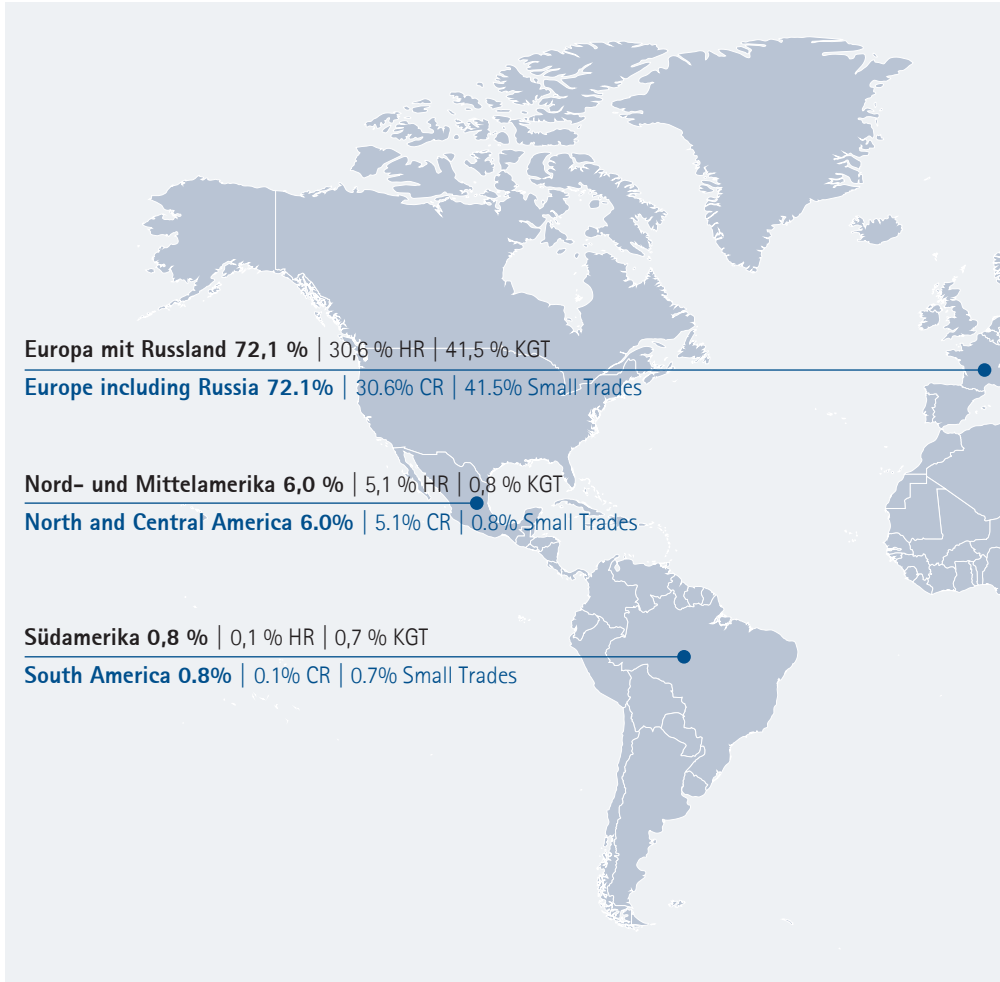 Europa mit Russland 72,1 % | 30,6 % HR | 41,5 % KGT
Europe including Russia 72.1% | 30.6% CR | 41.5% Small Trades
Nord- und Mittelamerika 6,0 % | 5,1 % HR | 0,8 % KGT
North and Central America 6.0% | 5.1% CR | 0.8% Small Trades
Südamerika 0,8 % | 0,1 % HR | 0,7 % KGT
South America 0.8% | 0.1% CR | 0.7% Small Trades